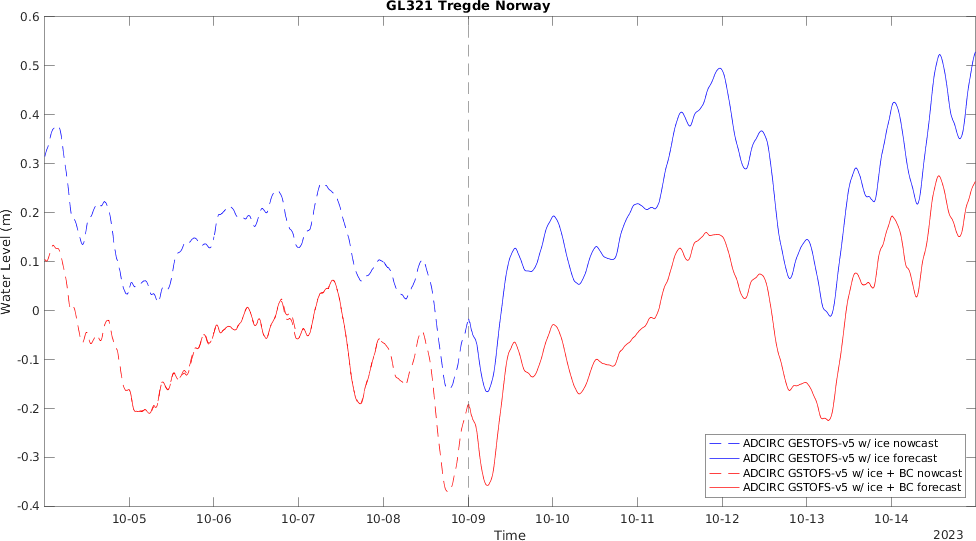 GL321 Tregde Norway
Water Level (m)
0.6
0.5
0.4
0.3
0.2
0.1
0
-0.1
-0.2
-0.3
-0.4
ADCIRC GESTOFS-v5 w/ ice nowcast
ADCIRC GESTOFS-v5 w/ ice forecast
ADCIRC GSTOFS-v5 w/ ice + BC nowcast
ADCIRC GSTOFS-v5 w/ ice + BC forecast
10-05 10-06 10-07 10-08 10-09 10-10 10-11 10-12 10-13 10-14
Time
2023